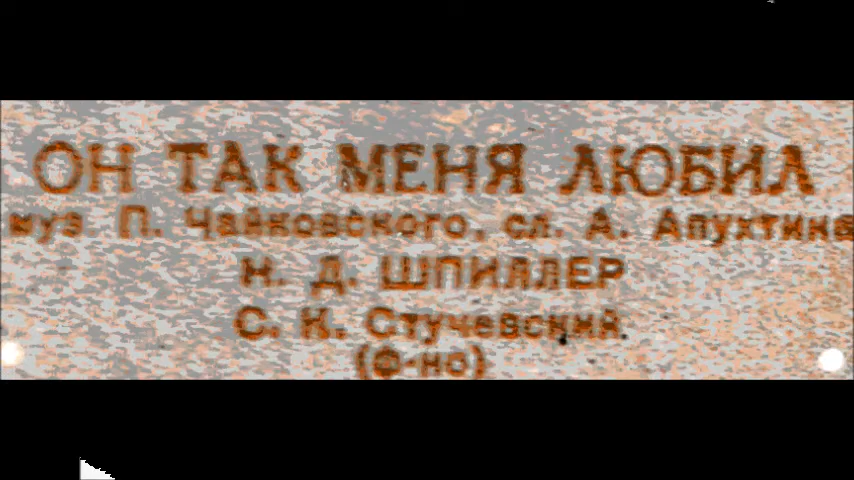 ОН ТАК МЕНЯ ЛЮБИЛ
муз. П. Чайковского, сл. А. Апухтина
Н. Д. ШПИЛЛЕР
С. К. Стучевский
(Ф-но)